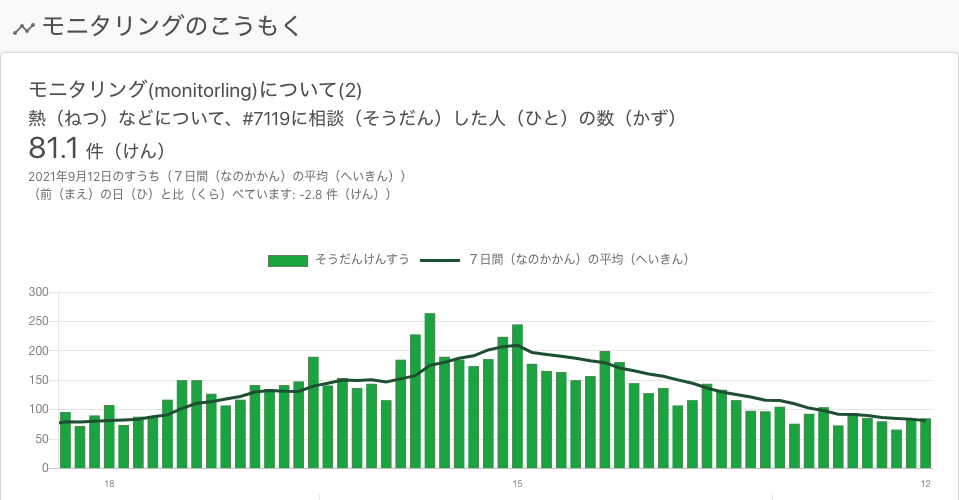 モニタリングのこうもく
モニタリング(monitorling)について(2)
熱（ねつ）などについて、#7119に相談（そうだん）した人（ひと）の数（かず）
81.1 件（けん）
2021年9月12日のすうち（７日間（なのかかん）の平均（へいきん））
（前（まえ）の日（ひ）と比（くら）べています: -2.8 件（けん））
そうだんけんすう ７日間（なのかかん）の平均（へいきん）
300
250
200
150
100
50
0
18 15 12